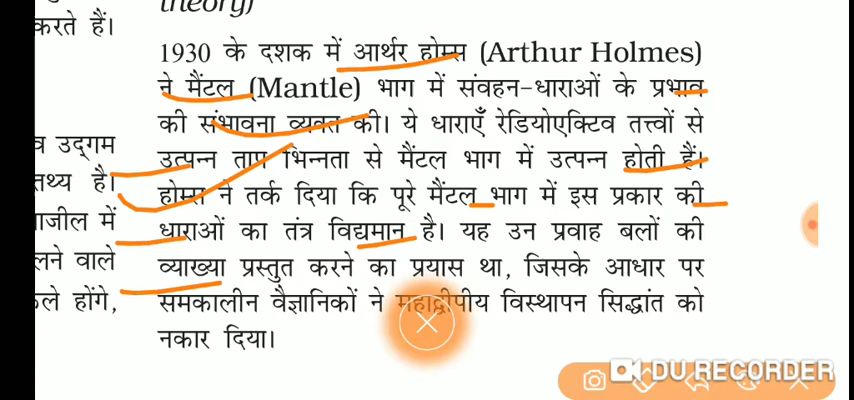 theory)
करते हैं।
1930 के दशक में आर्थर होम्स (Arthur Holmes)
ने मैंटल (Mantle) भाग में संवहन-धाराओं के प्रभाव
की संभावना व्यक्त की। ये धाराएँ रेडियोएक्टिव तत्त्वों से
व उद्गम
उत्पन्न ताप भिन्नता से मैंटल भाग में उत्पन्न होती हैं।
तथ्य है।
होम्स ने तर्क दिया कि पूरे मैंटल भाग में इस प्रकार की
ाजील में
धाराओं का तंत्र विद्यमान है। यह उन प्रवाह बलों की
लने वाले
व्याख्या प्रस्तुत करने का प्रयास था, जिसके आधार पर
कले होंगे,
समकालीन वैज्ञानिकों ने महाद्वीपीय विस्थापन सिद्धांत को
नकार दिया।
DU RECORDER